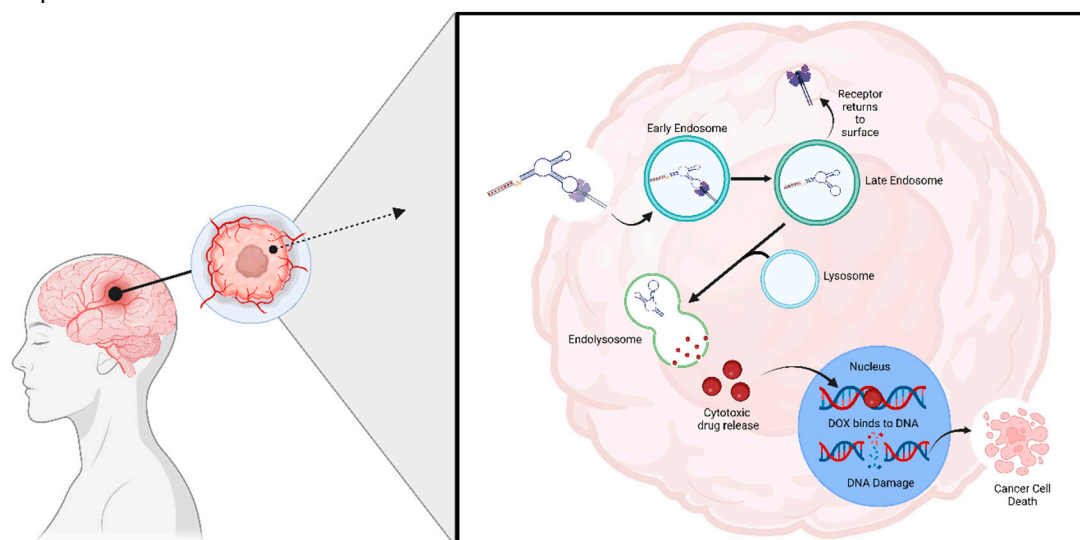 Receptor
returns
to
surface
Early Endosome
Late Endosome
Lysosome
Endolysosome
Cytotoxic
drug release
Nucleus
DOX binds to DNA
DNA Damage
Cancer Cell
Death